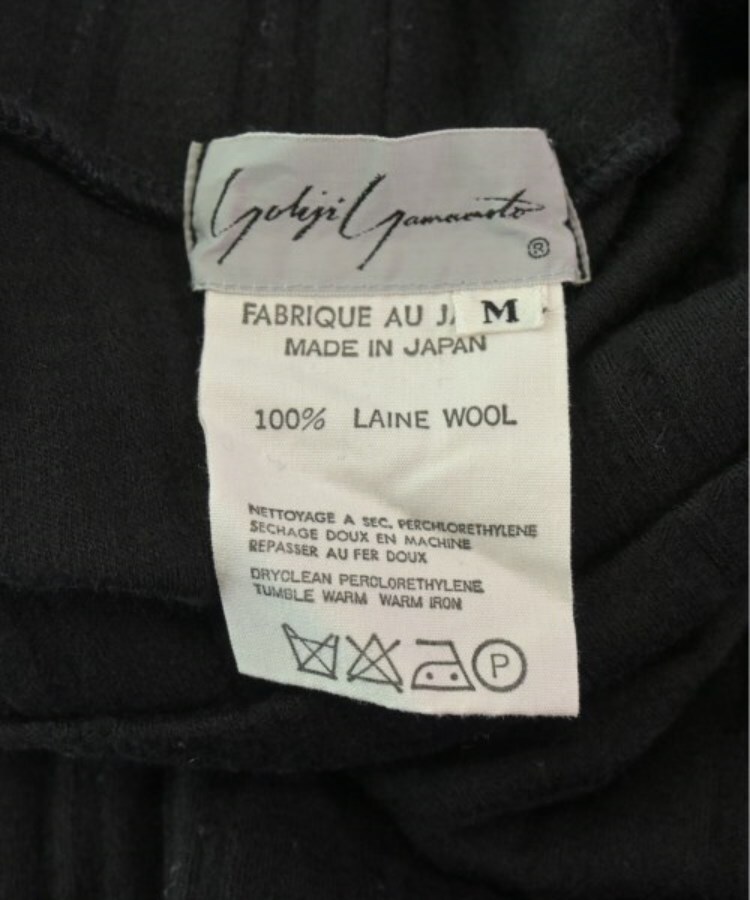 Yohji Yamamoto
®
FABRIQUE AU JA
M
MADE IN JAPAN
100% LAINE WOOL
NETTOYAGE A SEC. PERCHLORETHYLENE
SECHAGE DOUX EN MACHINE
REPASSER AU FER DOUX
DRYCLEAN PERCLORETHYLENE
TUMBLE WARM WARM IRON
P